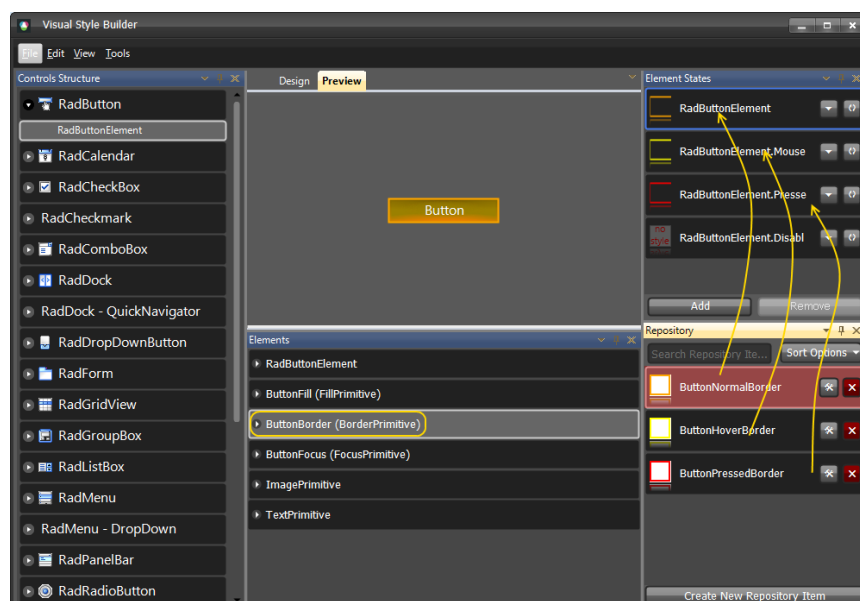 Visual Style Builder
File Edit View Tools
Controls Structure
RadButton
RadButtonElement
RadCalendar
RadCheckBox
RadCheckmark
RadComboBox
RadDock
RadDock - QuickNavigator
RadDropDownButton
RadForm
RadGridView
RadGroupBox
RadListBox
RadMenu
RadMenu - DropDown
RadPanelBar
RadRadioButton
Design Preview
Button
Elements
RadButtonElement
ButtonFill (FillPrimitive)
ButtonBorder (BorderPrimitive)
ButtonFocus (FocusPrimitive)
ImagePrimitive
TextPrimitive
Element States
RadButtonElement
RadButtonElement.Mouse
RadButtonElement.Presse
no
style
RadButtonElement.Disabl
Add Remove
Repository
Search Repository Ite... Sort Options
ButtonNormalBorder
ButtonHoverBorder
ButtonPressedBorder
Create New Repository Item